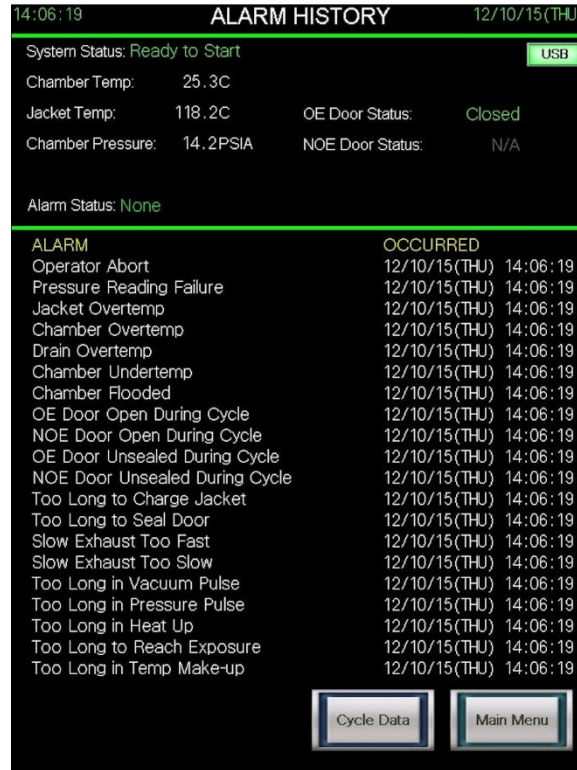 14:06:19 ALARM HISTORY 12/10/15(THU
System Status: Ready to Start USB
Chamber Temp: 25.3C
Jacket Temp: 118.2C OE Door Status: Closed
Chamber Pressure: 14.2PSIA NOE Door Status: N/A
Alarm Status: None
ALARM OCCURRED
Operator Abort 12/10/15(THU) 14:06:19
Pressure Reading Failure 12/10/15(THU) 14:06:19
Jacket Overtemp 12/10/15(THU) 14:06:19
Chamber Overtemp 12/10/15(THU) 14:06:19
Drain Overtemp 12/10/15(THU) 14:06:19
Chamber Undertemp 12/10/15(THU) 14:06:19
Chamber Flooded 12/10/15(THU) 14:06:19
OE Door Open During Cycle 12/10/15(THU) 14:06:19
NOE Door Open During Cycle 12/10/15(THU) 14:06:19
OE Door Unsealed During Cycle 12/10/15(THU) 14:06:19
NOE Door Unsealed During Cycle 12/10/15(THU) 14:06:19
Too Long to Charge Jacket 12/10/15(THU) 14:06:19
Too Long to Seal Door 12/10/15(THU) 14:06:19
Slow Exhaust Too Fast 12/10/15(THU) 14:06:19
Slow Exhaust Too Slow 12/10/15(THU) 14:06:19
Too Long in Vacuum Pulse 12/10/15(THU) 14:06:19
Too Long in Pressure Pulse 12/10/15(THU) 14:06:19
Too Long in Heat Up 12/10/15(THU) 14:06:19
Too Long to Reach Exposure 12/10/15(THU) 14:06:19
Too Long in Temp Make-up 12/10/15(THU) 14:06:19
Cycle Data Main Menu